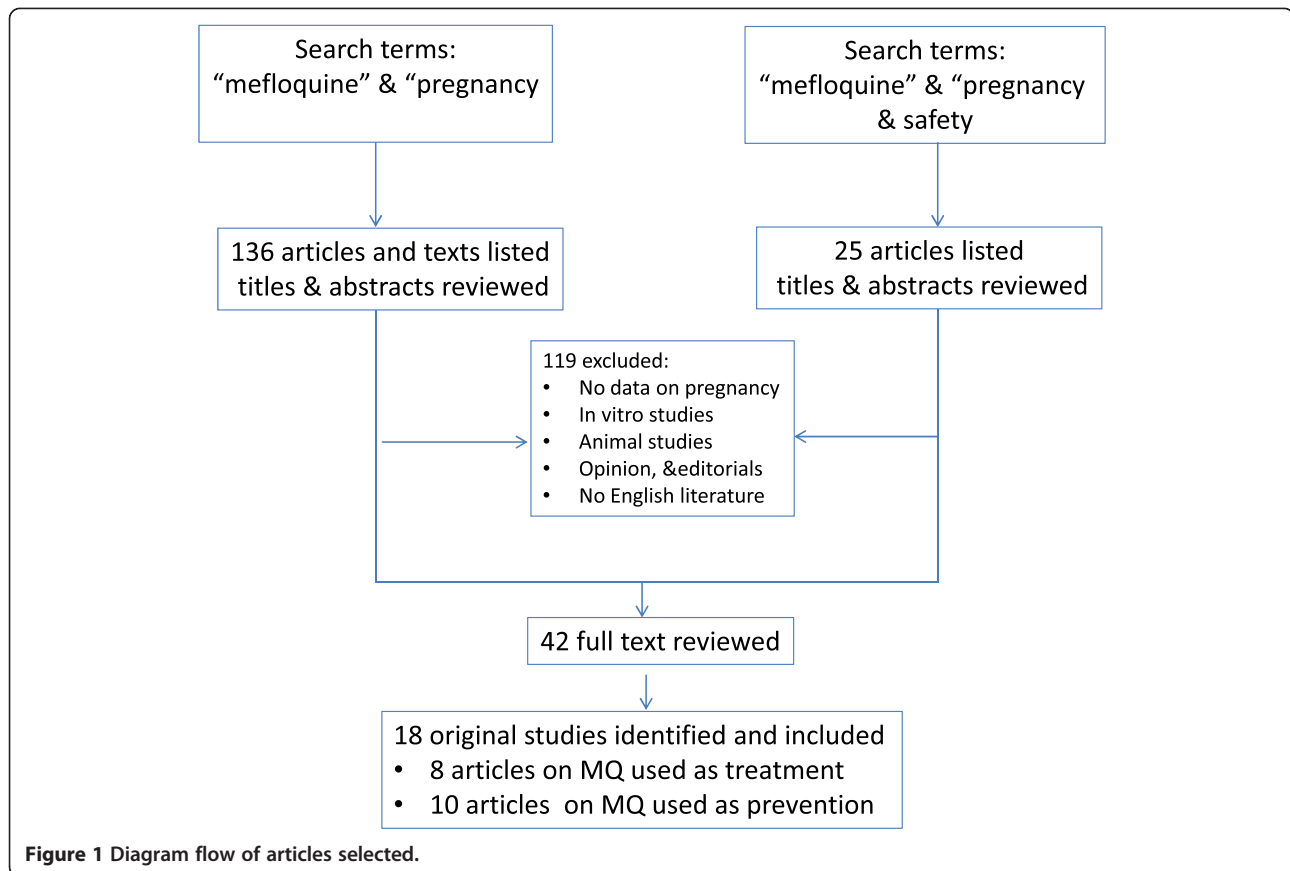 Search terms:
“mefloquine” & “pregnancy
Search terms:
“mefloquine” & “pregnancy
& safety
136 articles and texts listed
titles & abstracts reviewed
25 articles listed
titles & abstracts reviewed
119 excluded:
• No data on pregnancy
• In vitro studies
• Animal studies
• Opinion, &editorials
• No English literature
42 full text reviewed
18 original studies identified and included
• 8 articles on MQ used as treatment
• 10 articles on MQ used as prevention
Figure 1 Diagram flow of articles selected.